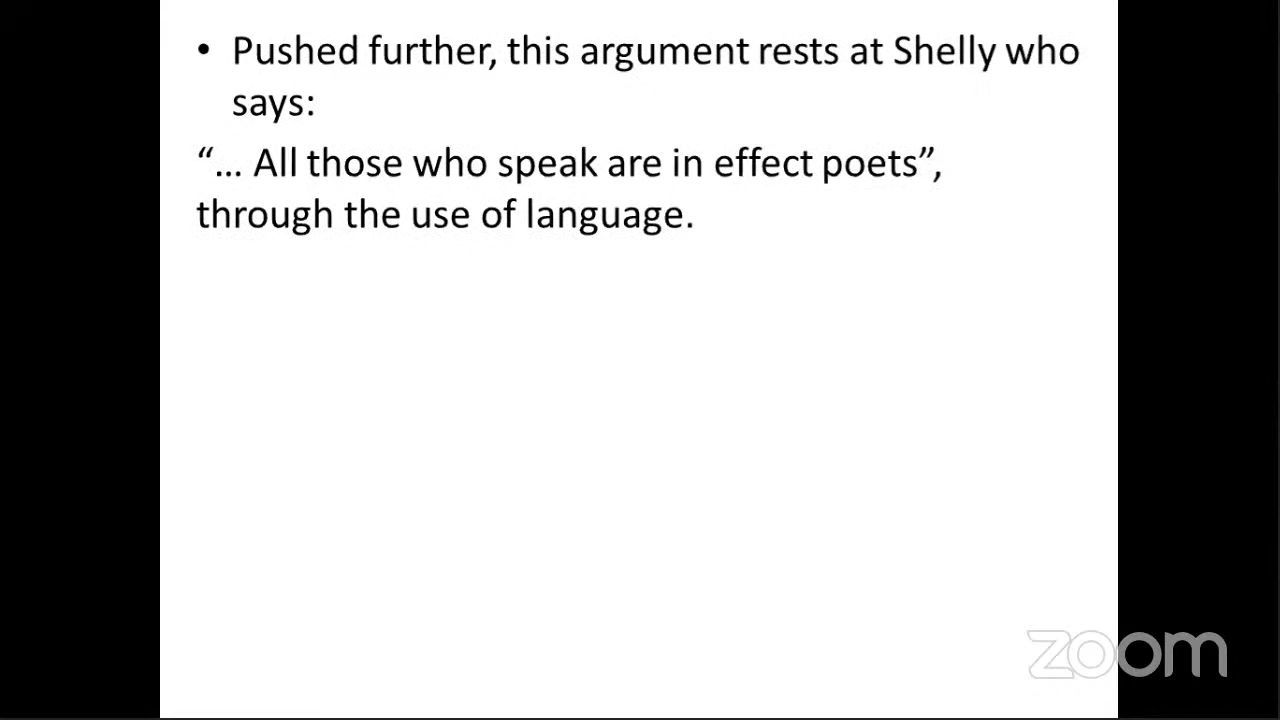 • Pushed further, this argument rests at Shelly who
says:
“… All those who speak are in effect poets”,
through the use of language.
zoom